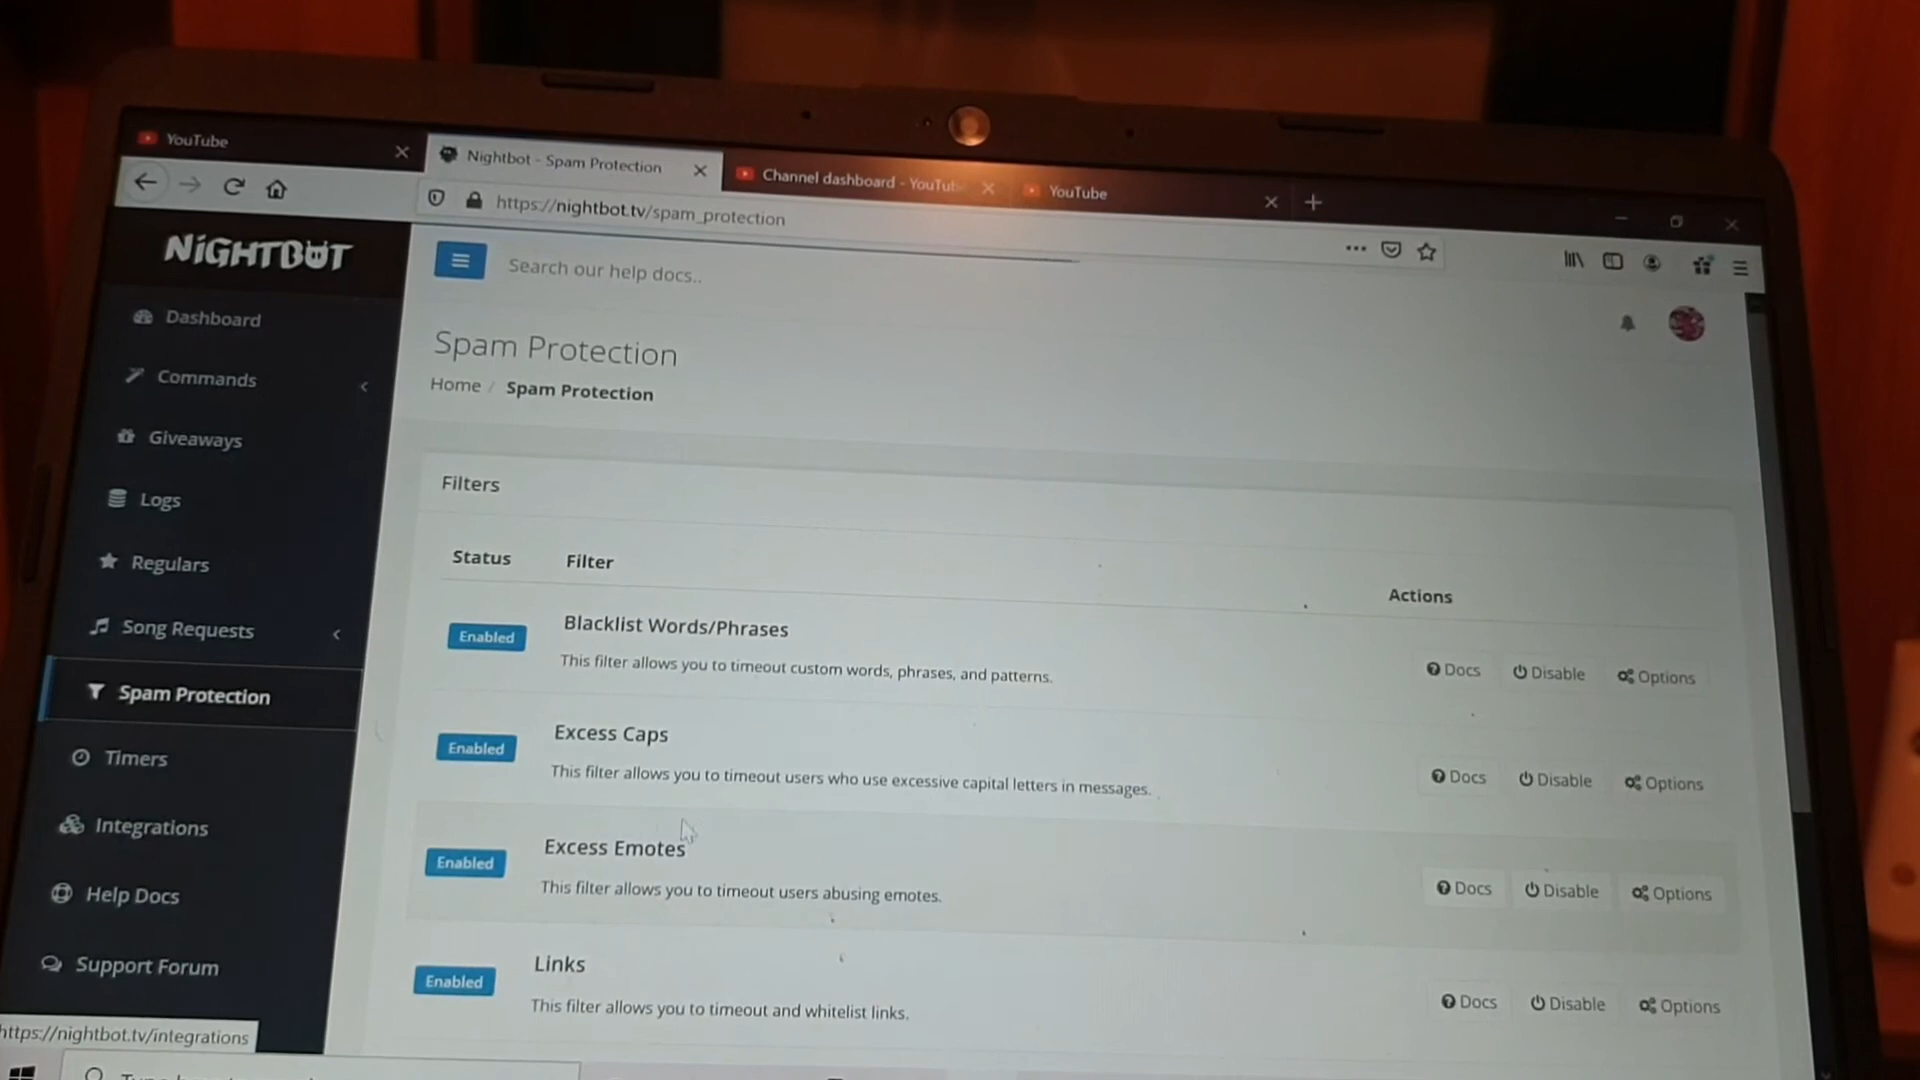 YouTube
Nightbot - Spam Protection
Channel dashboard - YouTub
YouTube
https://nightbot.tv/spam_protection
NiGHTBOT
Search our help docs..
Dashboard
Commands
Giveaways
Logs
Regulars
Song Requests
Spam Protection
Timers
Integrations
Help Docs
Support Forum
Spam Protection
Home / Spam Protection
Filters
Status Filter Actions
Enabled Blacklist Words/Phrases
This filter allows you to timeout custom words, phrases, and patterns.
Docs Disable Options
Enabled Excess Caps
This filter allows you to timeout users who use excessive capital letters in messages.
Docs Disable Options
Enabled Excess Emotes
This filter allows you to timeout users abusing emotes.
Docs Disable Options
Enabled Links
This filter allows you to timeout and whitelist links.
Docs Disable Options
https://nightbot.tv/integrations